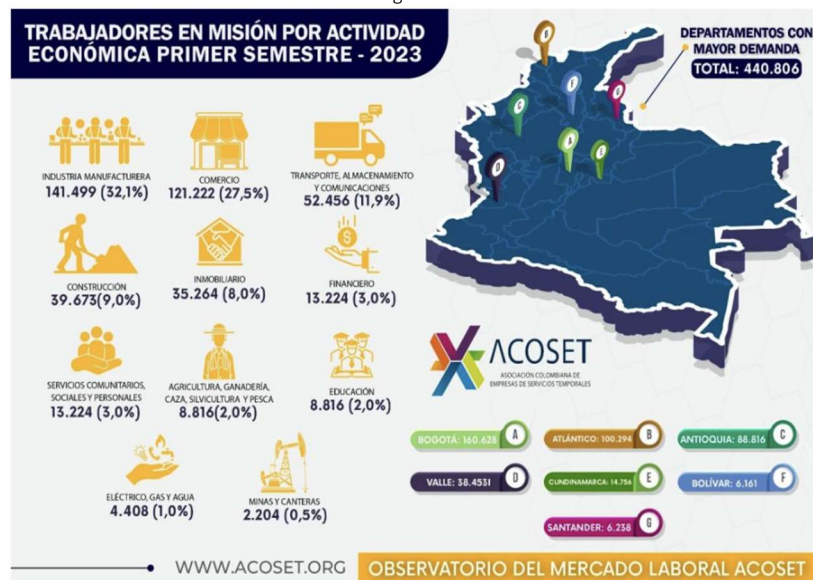 TRABAJADORES EN MISIÓN POR ACTIVIDAD
ECONÓMICA PRIMER SEMESTRE - 2023
DEPARTAMENTOS CON
MAYOR DEMANDA
TOTAL: 440.806
INDUSTRIA MANUFACTURERA
141.499 (32,1%)
COMERCIO
121.222 (27,5%)
TRANSPORTE, ALMACENAMIENTO
Y COMUNICACIONES
52.456 (11,9%)
CONSTRUCCIÓN
39.673(9,0%)
INMOBILIARIO
35.264 (8,0%)
FINANCIERO
13.224 (3,0%)
SERVICIOS COMUNITARIOS,
SOCIALES Y PERSONALES
13.224 (3,0%)
AGRICULTURA, GANADERÍA,
CAZA, SILVICULTURA Y PESCA
8.816(2,0%)
EDUCACIÓN
8.816 (2,0%)
ELÉCTRICO, GAS Y AGUA
4.408 (1,0%)
MINAS Y CANTERAS
2.204 (0,5%)
B
F
G
C
A
E
D
ACOSET
ASOCIACIÓN COLOMBIANA DE
EMPRESAS DE SERVICIOS TEMPORALES
BOGOTÁ: 160.628 A
ATLÁNTICO: 100.294 B
ANTIOQUIA: 88.816 C
VALLE: 38.4531 D
CUNDINAMARCA: 14.756 E
BOLÍVAR: 6.161 F
SANTANDER: 6.238 G
WWW.ACOSET.ORG
OBSERVATORIO DEL MERCADO LABORAL ACOSET